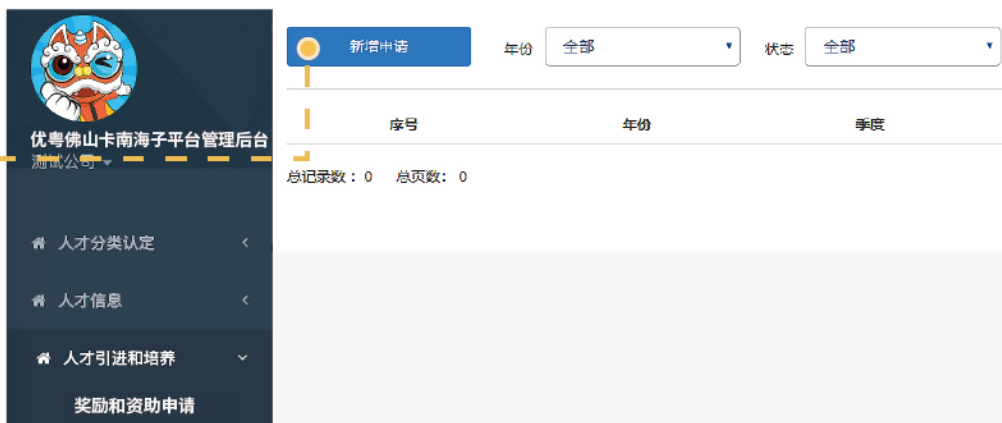 新增申请 年份 全部 状态 全部
序号 年份 季度
总记录数：0 总页数：0
优粤佛山卡南海子平台管理后台
测试公司
人才分类认定
人才信息
人才引进和培养
奖励和资助申请